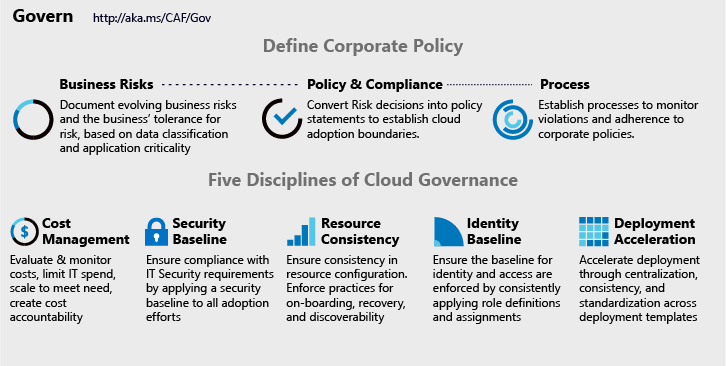 Govern http://aka.ms/CAF/Gov
Define Corporate Policy
Business Risks
Document evolving business risks
and the business’ tolerance for
risk, based on data classification
and application criticality
Policy & Compliance
Convert Risk decisions into policy
statements to establish cloud
adoption boundaries.
Process
Establish processes to monitor
violations and adherence to
corporate policies.
Five Disciplines of Cloud Governance
$
Cost
Management
Evaluate & monitor
costs, limit IT spend,
scale to meet need,
create cost
accountability
Security
Baseline
Ensure compliance with
IT Security requirements
by applying a security
baseline to all adoption
efforts
Resource
Consistency
Ensure consistency in
resource configuration.
Enforce practices for
on-boarding, recovery,
and discoverability
Identity
Baseline
Ensure the baseline for
identity and access are
enforced by consistently
applying role definitions
and assignments
Deployment
Acceleration
Accelerate deployment
through centralization,
consistency, and
standardization across
deployment templates